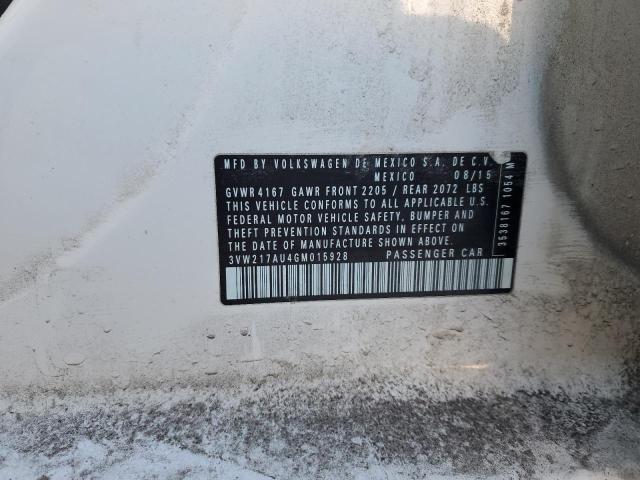 MFD BY VOLKSWAGEN DE MEXICO S.A. DE C.V.
MEXICO 08/15
GVWR 4167 GAWR FRONT 2205 / REAR 2072 LBS
THIS VEHICLE CONFORMS TO ALL APPLICABLE U.S.
FEDERAL MOTOR VEHICLE SAFETY, BUMPER AND
THEFT PREVENTION STANDARDS IN EFFECT ON
THE DATE OF MANUFACTURE SHOWN ABOVE.
3VW217AU4GM015928 PASSENGER CAR
3538167 1054 M